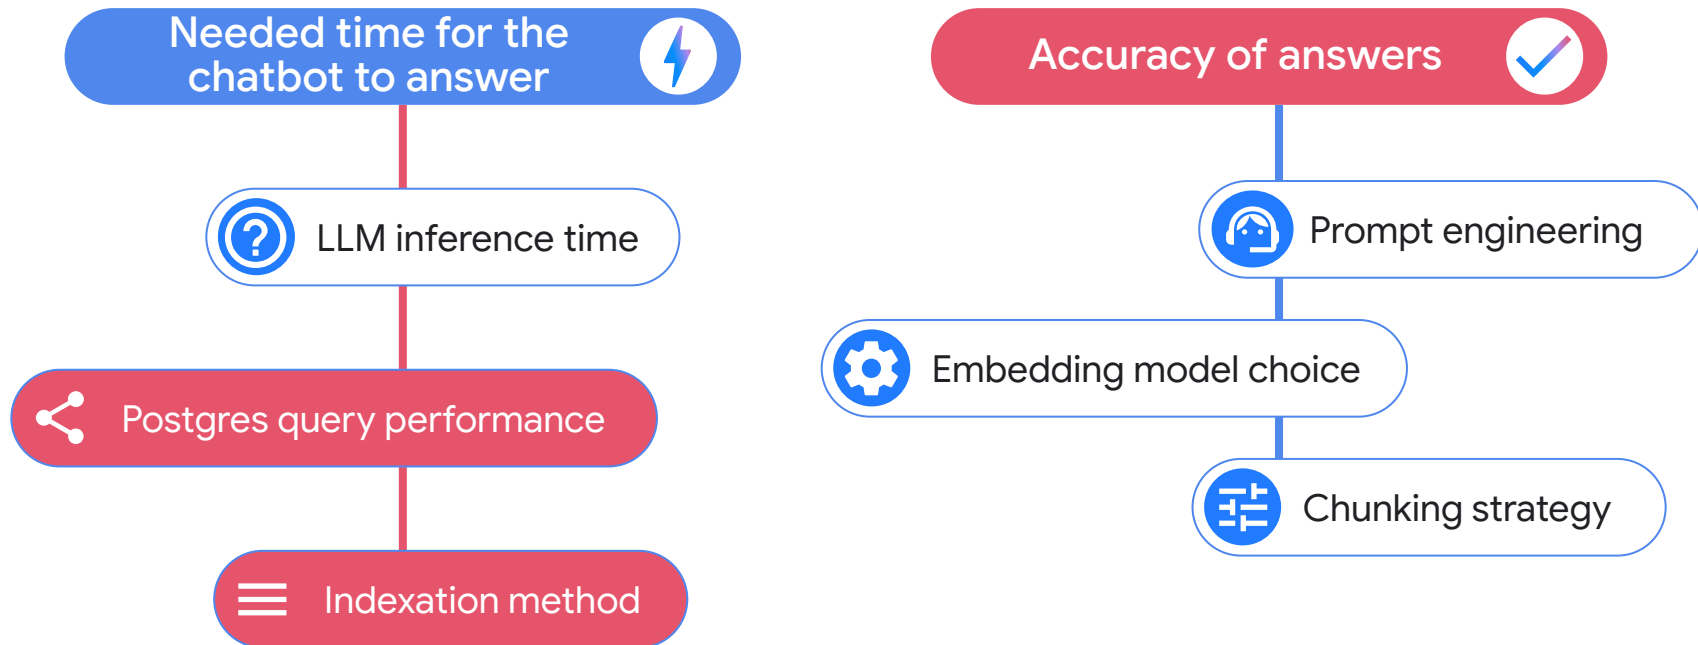 Needed time for the
chatbot to answer
LLM inference time
Postgres query performance
Indexation method
Accuracy of answers
Prompt engineering
Embedding model choice
Chunking strategy